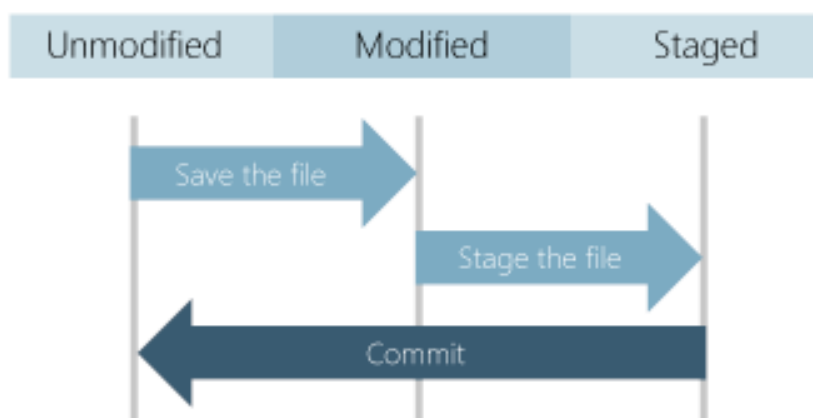 Unmodified Modified Staged
Save the file
Stage the file
Commit